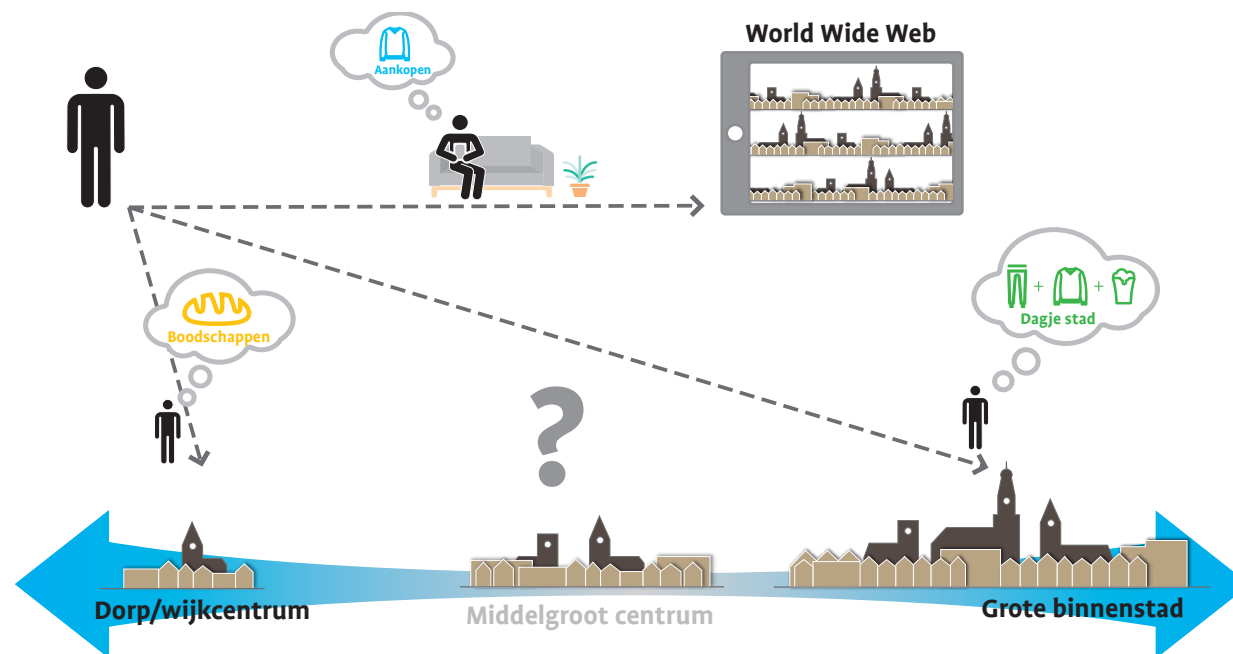 World Wide Web
Aankopen
Dagje stad
Boodschappen
?
Dorp/wijkcentrum
Middelgroot centrum
Grote binnenstad